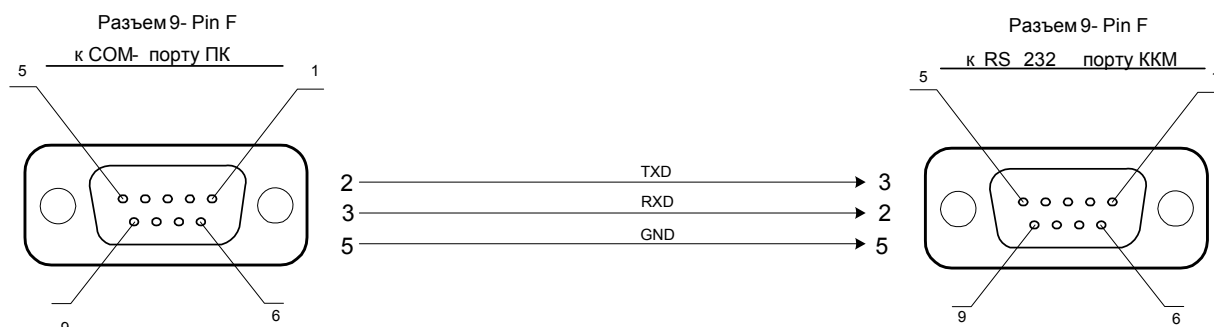 Разъем 9- Pin F
к COM- порту ПК
5
1
9
6
2
3
5
TXD
RXD
GND
3
2
5
Разъем 9- Pin F
к RS 232 порту ККМ
5
9
6